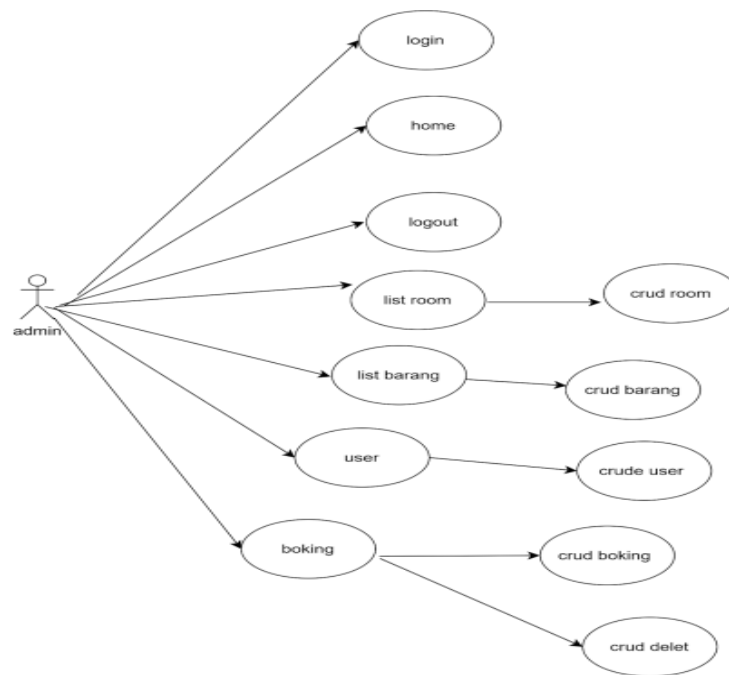 login
home
logout
list room
crud room
admin
list barang
crud barang
user
crude user
boking
crud boking
crud delet